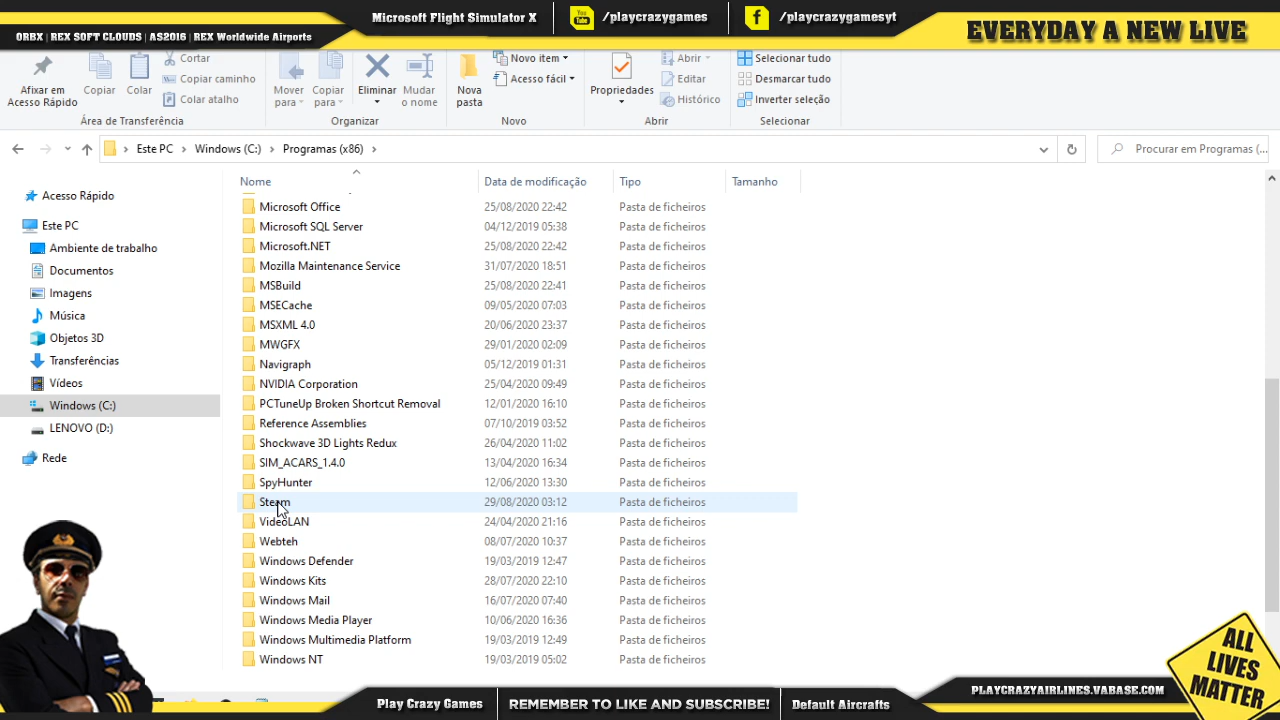 Microsoft Flight Simulator X
/playcrazygames
/playcrazygamesyt
EVERYDAY A NEW LIVE
ORBX | REX SOFT CLOUDS | AS2016 | REX Worldwide Airports
You Tube
f
Afixar em Acesso Rápido
Copiar
Colar
Cortar
Copiar caminho
Colar atalho
Área de Transferência
Mover para
Copiar para
Eliminar
Mudar o nome
Organizar
Nova pasta
Novo item
Acesso fácil
Novo
Propriedades
Abrir
Editar
Histórico
Abrir
Selecionar tudo
Desmarcar tudo
Inverter seleção
Selecionar
Este PC > Windows (C:) > Programas (x86) >
Procurar em Programas (...
Acesso Rápido
Este PC
Ambiente de trabalho
Documentos
Imagens
Música
Objetos 3D
Transferências
Vídeos
Windows (C:)
LENOVO (D:)
Rede
Nome Data de modificação Tipo Tamanho
Microsoft Office 25/08/2020 22:42 Pasta de ficheiros
Microsoft SQL Server 04/12/2019 05:38 Pasta de ficheiros
Microsoft.NET 25/08/2020 22:42 Pasta de ficheiros
Mozilla Maintenance Service 31/07/2020 18:51 Pasta de ficheiros
MSBuild 25/08/2020 22:41 Pasta de ficheiros
MSECache 09/05/2020 07:03 Pasta de ficheiros
MSXML 4.0 20/06/2020 23:37 Pasta de ficheiros
MWGFX 29/01/2020 02:09 Pasta de ficheiros
Navigraph 05/12/2019 01:31 Pasta de ficheiros
NVIDIA Corporation 25/04/2020 09:49 Pasta de ficheiros
PCTuneUp Broken Shortcut Removal 12/01/2020 16:10 Pasta de ficheiros
Reference Assemblies 07/10/2019 03:52 Pasta de ficheiros
Shockwave 3D Lights Redux 26/04/2020 11:02 Pasta de ficheiros
SIM_ACARS_1.4.0 13/04/2020 16:34 Pasta de ficheiros
SpyHunter 12/06/2020 13:30 Pasta de ficheiros
Steam 29/08/2020 03:12 Pasta de ficheiros
VideoLAN 24/04/2020 21:16 Pasta de ficheiros
Webteh 08/07/2020 10:37 Pasta de ficheiros
Windows Defender 19/03/2019 12:47 Pasta de ficheiros
Windows Kits 28/07/2020 22:10 Pasta de ficheiros
Windows Mail 16/07/2020 07:40 Pasta de ficheiros
Windows Media Player 10/06/2020 16:36 Pasta de ficheiros
Windows Multimedia Platform 19/03/2019 12:49 Pasta de ficheiros
Windows NT 19/03/2019 05:02 Pasta de ficheiros
ALL
LIVES
MATTER
PLAYCRAZYAIRLINES.VABASE.COM
Play Crazy Games
REMEMBER TO LIKE AND SUBSCRIBE!
Default Aircrafts